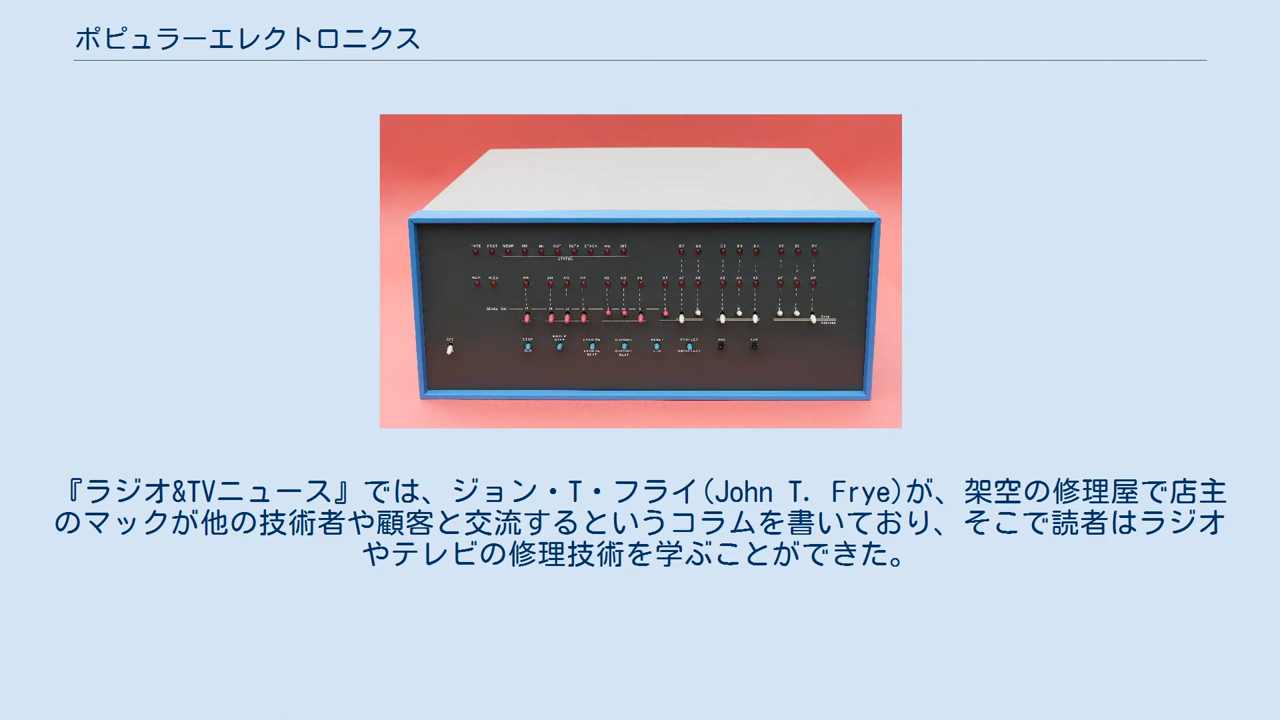 ポピュラーエレクトロニクス
STATUS
『ラジオ&TVニュース』では、ジョン・T・フライ(John T. Frye)が、架空の修理屋で店主
のマックが他の技術者や顧客と交流するというコラムを書いており、そこで読者はラジオ
やテレビの修理技術を学ぶことができた。